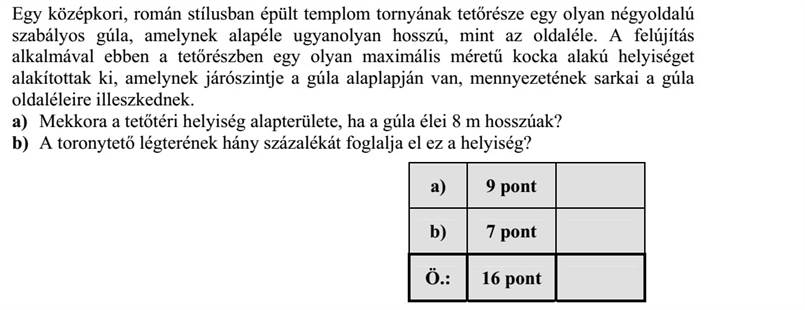 Egy középkori, román stílusban épült templom tornyának tetőrésze egy olyan négyoldalú
szabályos gúla, amelynek alapéle ugyanolyan hosszú, mint az oldaléle. A felújítás
alkalmával ebben a tetőrészben egy olyan maximális méretű kocka alakú helyiséget
alakítottak ki, amelynek járószintje a gúla alaplapján van, mennyezetének sarkai a gúla
oldaléleire illeszkednek.
a) Mekkora a tetőtéri helyiség alapterülete, ha a gúla élei 8 m hosszúak?
b) A toronytető légterének hány százalékát foglalja el ez a helyiség?
a) 9 pont
b) 7 pont
Ö.: 16 pont